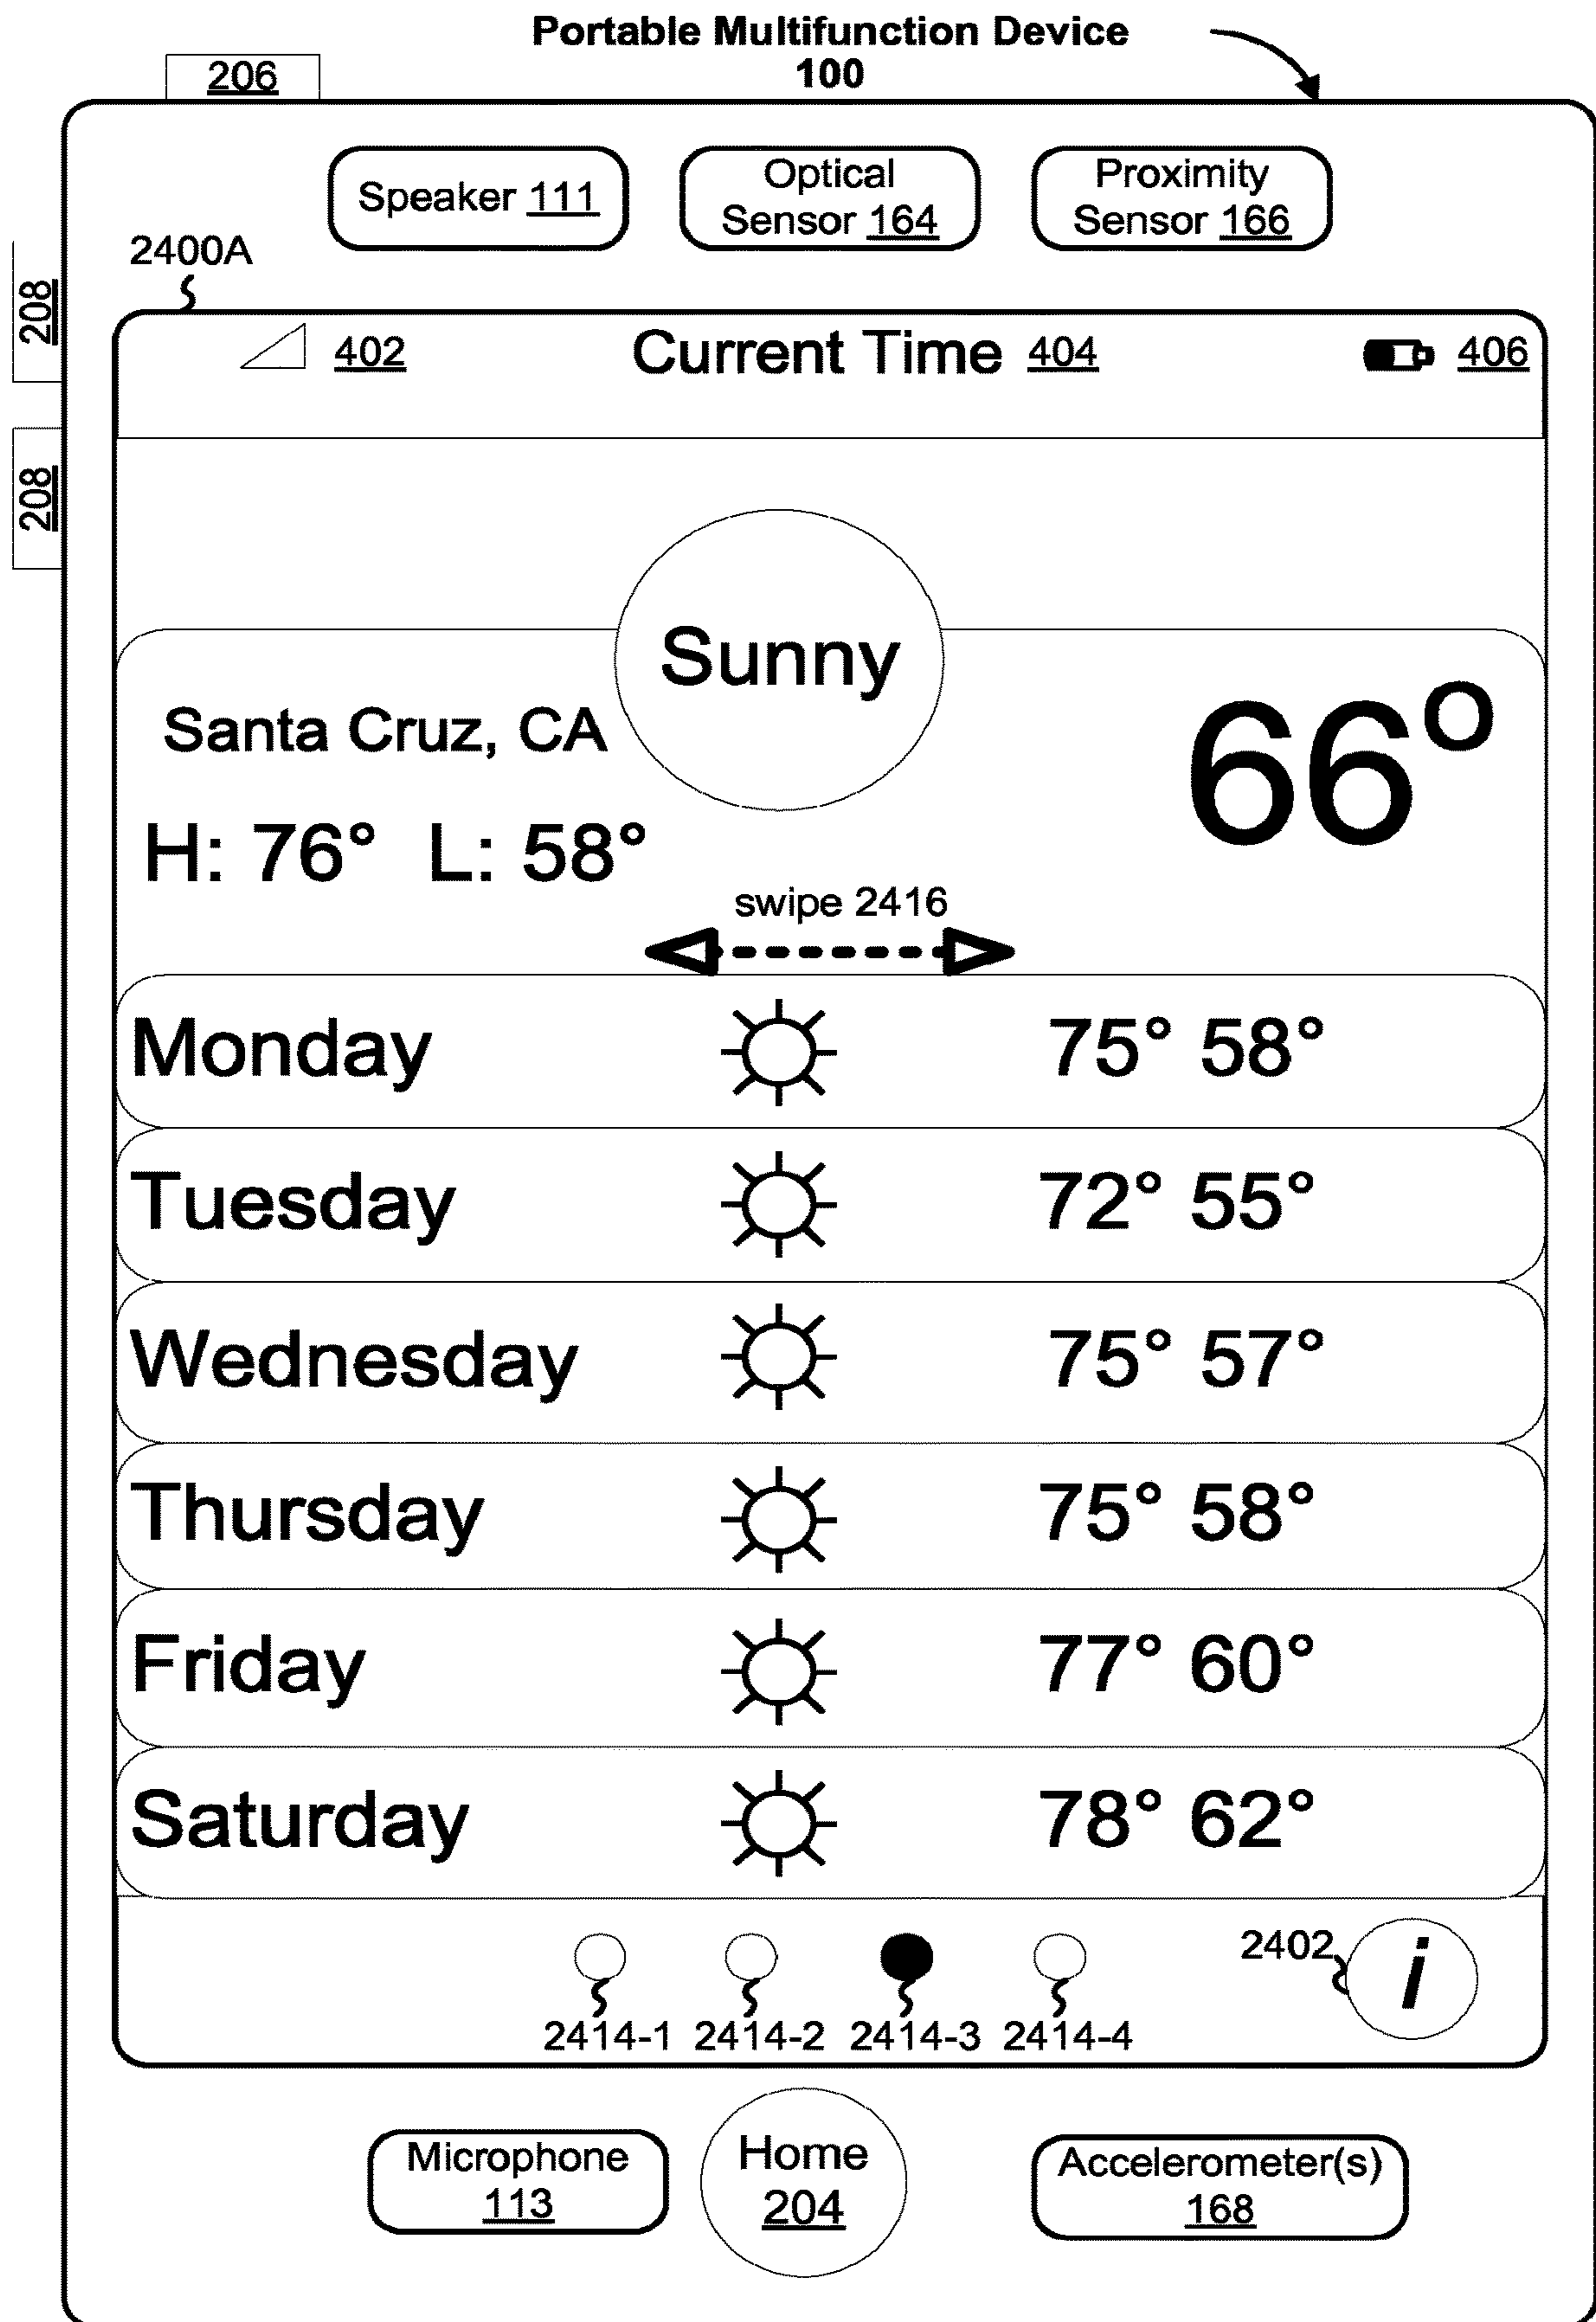 Portable Multifunction Device
100
206
Speaker 111
Optical
Sensor 164
Proximity
Sensor 166
2400A
208
208
402
Current Time 404
406
Sunny
Santa Cruz, CA
66°
H: 76° L: 58°
swipe 2416
Monday 75° 58°
Tuesday 72° 55°
Wednesday 75° 57°
Thursday 75° 58°
Friday 77° 60°
Saturday 78° 62°
2402
i
2414-1 2414-2 2414-3 2414-4
Microphone
113
Home
204
Accelerometer(s)
168